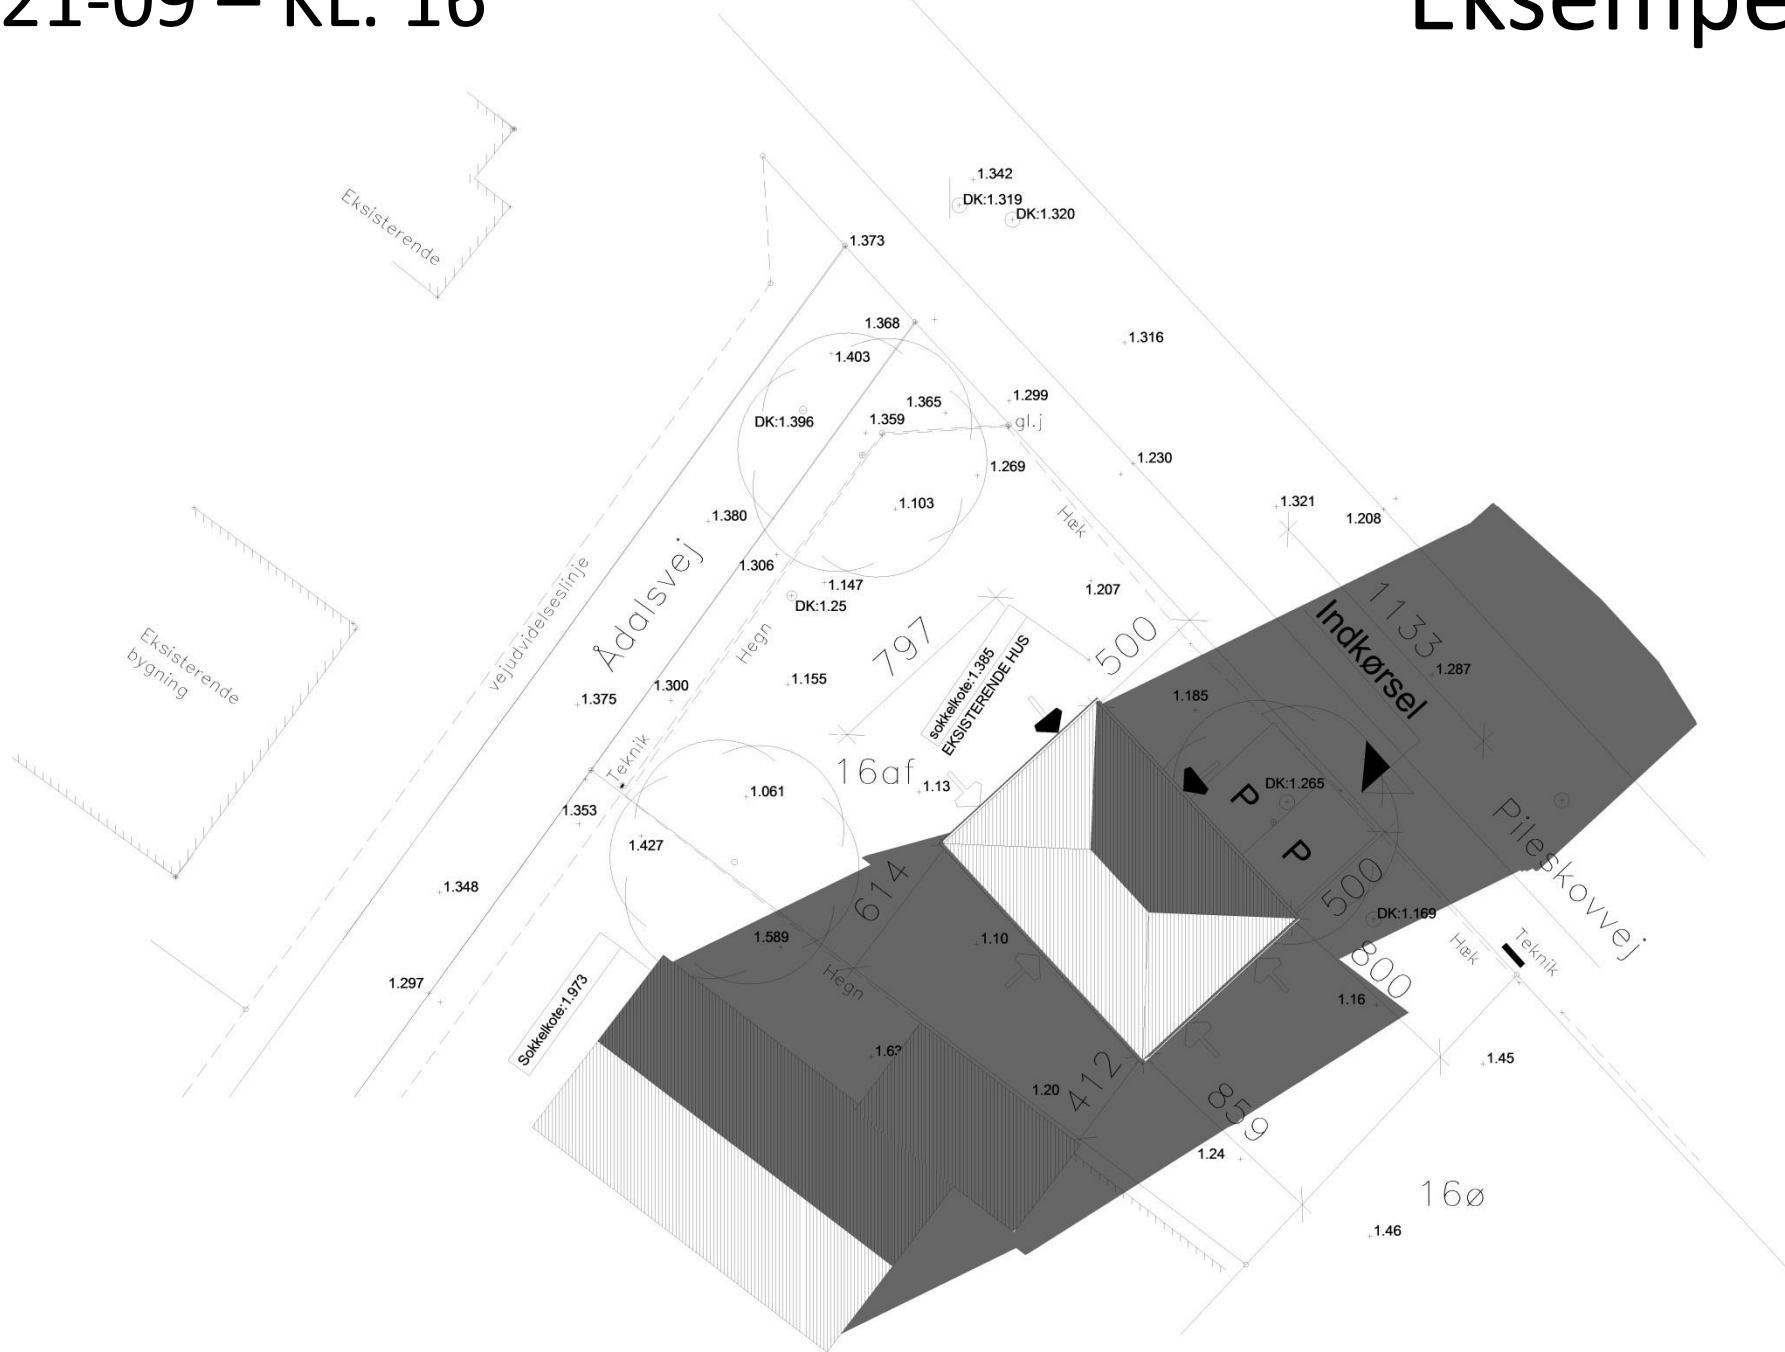 21-09 – KL. 16
Eksempe
1.342
DK:1.319
DK:1.320
Eksisterende
1.373
1.368
1.316
1.403
1.299
1.365
DK:1.396
1.359
gl.j
1.230
1.269
1.321
1.103
1.208
1.380
Hæk
Ådalsvej
1.306
1.147
1.207
DK:1.25
vejudvidelseslinje
Hegn
797
500
1133
Indkørsel
Eksisterende
bygning
sokkelkote:1.385
EKSISTERENDE HUS
1.287
1.155
1.300
1.375
1.185
Teknik
16af
1.13
1.061
DK:1.265
P
P
1.353
1.427
Pileskovvej
1.348
614
500
DK:1.169
1.589
1.10
Hæk
Teknik
800
1.297
Hegn
1.16
Sokkelkote:1.973
1.63
1.45
1.20
412
859
1.24
16ø
1.46